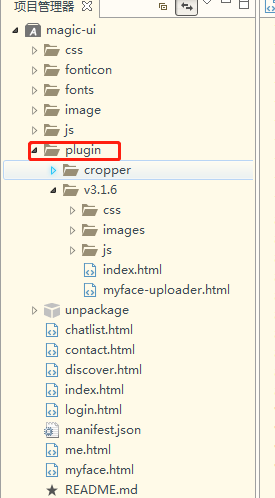 项目管理器
magic-ui
css
fonticon
fonts
image
js
plugin
cropper
v3.1.6
css
images
js
index.html
myface-uploader.html
unpackage
chatlist.html
contact.html
discover.html
index.html
login.html
manifest.json
me.html
myface.html
README.md